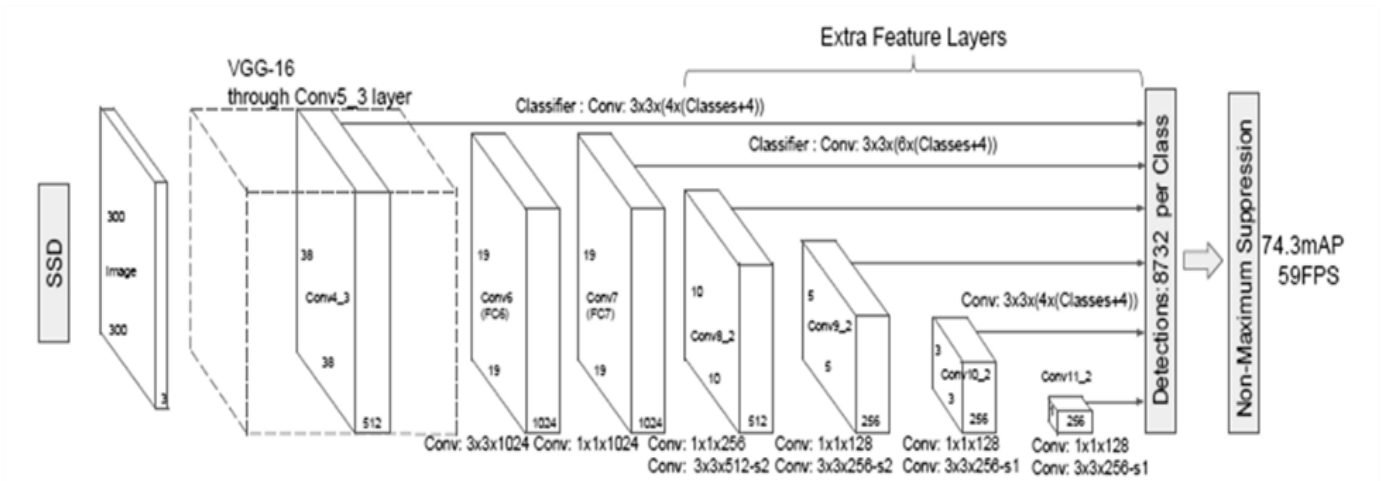 Extra Feature Layers
VGG-16
through Conv5_3 layer
Classifier : Conv: 3x3x(4x(Classes+4))
Classifier : Conv: 3x3x(6x(Classes+4))
SSD
300
Image
300
3
38
Conv4_3
38
512
19
Conv6
(FC6)
19
1024
19
Conv7
(FC7)
19
1024
10
Conv8_2
10
512
5
Conv9_2
5
256
Conv: 3x3x(4x(Classes+4))
3
Conv10_2
3
256
Conv11_2
1
256
Conv: 3x3x1024
Conv: 1x1x1024
Conv: 1x1x256
Conv: 3x3x512-s2
Conv: 1x1x128
Conv: 3x3x256-s2
Conv: 1x1x128
Conv: 3x3x256-s1
Conv: 1x1x128
Conv: 3x3x256-s1
Detections:8732 per Class
Non-Maximum Suppression
74.3mAP
59FPS